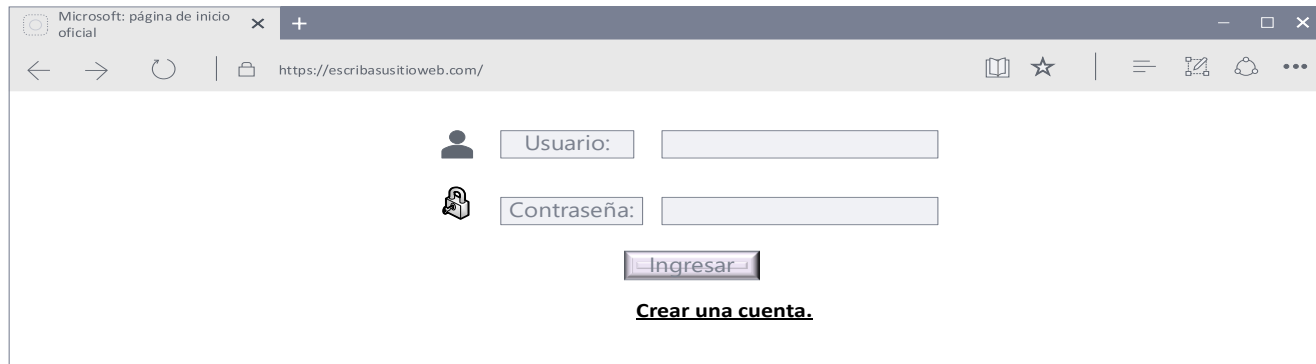 Microsoft: página de inicio
oficial
https://escribasusitioweb.com/
Usuario:
Contraseña:
Ingresar
Crear una cuenta.